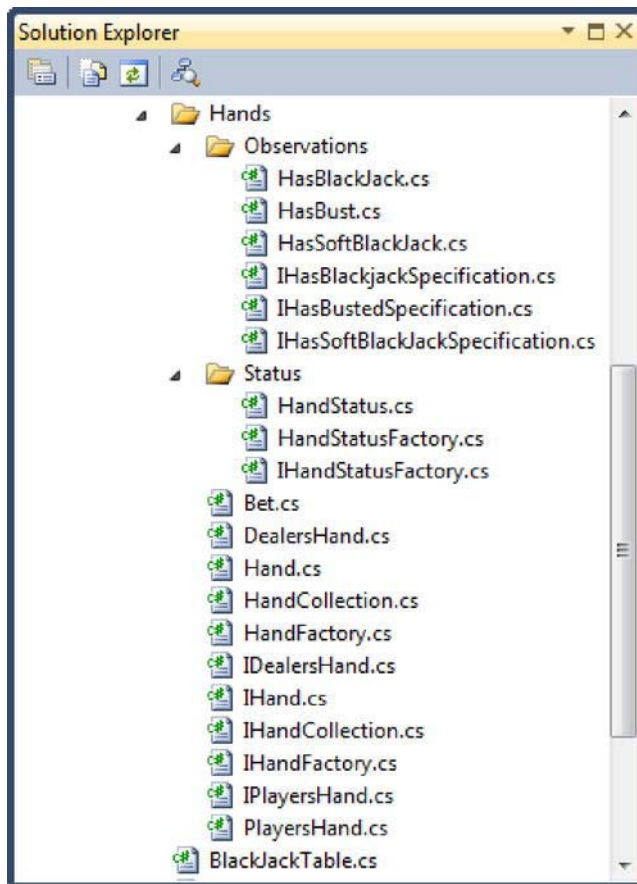 Solution Explorer
Hands
Observations
HasBlackJack.cs
HasBust.cs
HasSoftBlackJack.cs
IHasBlackjackSpecification.cs
IHasBustedSpecification.cs
IHasSoftBlackJackSpecification.cs
Status
HandStatus.cs
HandStatusFactory.cs
IHandStatusFactory.cs
Bet.cs
DealersHand.cs
Hand.cs
HandCollection.cs
HandFactory.cs
IDealersHand.cs
IHand.cs
IHandCollection.cs
IHandFactory.cs
IPlayersHand.cs
PlayersHand.cs
BlackJackTable.cs